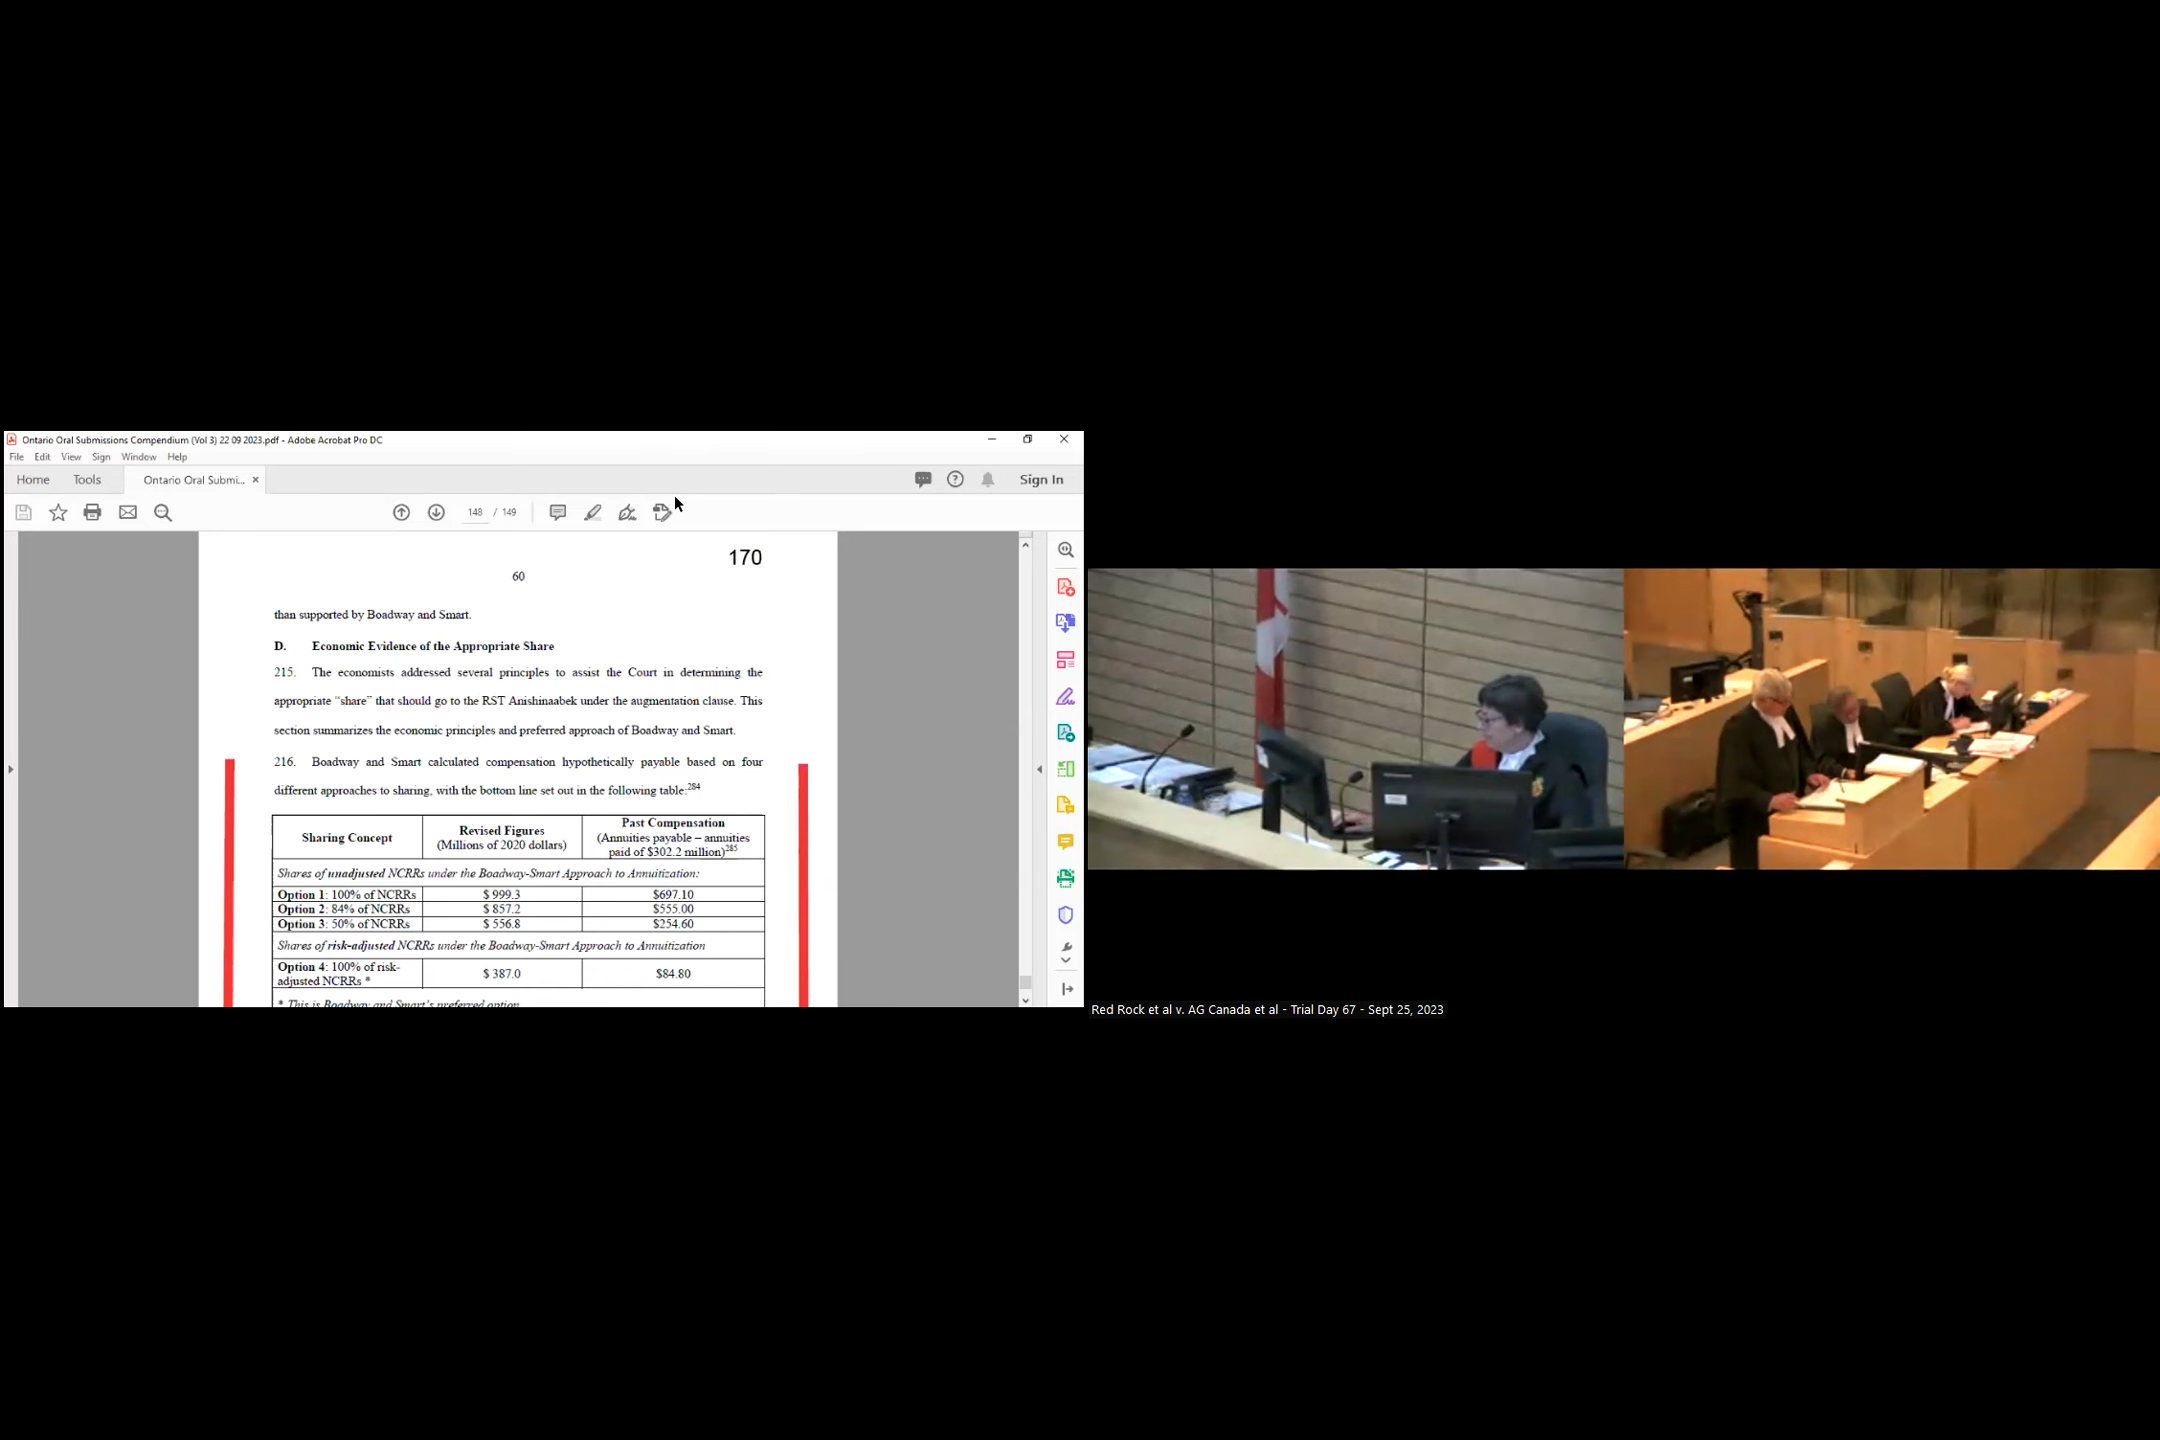 Ontario Oral Submissions Compendium (Vol 3) 22 09 2023.pdf - Adobe Acrobat Pro DC
File Edit View Sign Window Help
Home Tools Ontario Oral Submi... × Sign In
148 / 149
170
60
than supported by Boadway and Smart.
D. Economic Evidence of the Appropriate Share
215. The economists addressed several principles to assist the Court in determining the
appropriate “share” that should go to the RST Anishinaabek under the augmentation clause. This
section summarizes the economic principles and preferred approach of Boadway and Smart.
216. Boadway and Smart calculated compensation hypothetically payable based on four
different approaches to sharing, with the bottom line set out in the following table:284
Sharing Concept
Revised Figures
(Millions of 2020 dollars)
Past Compensation
(Annuities payable – annuities
paid of $302.2 million)285
Shares of unadjusted NCRRs under the Boadway-Smart Approach to Annuitization:
Option 1: 100% of NCRRs $ 999.3 $697.10
Option 2: 84% of NCRRs $ 857.2 $555.00
Option 3: 50% of NCRRs $ 556.8 $254.60
Shares of risk-adjusted NCRRs under the Boadway-Smart Approach to Annuitization
Option 4: 100% of risk-
adjusted NCRRs * $ 387.0 $84.80
* This is Boadway and Smart's preferred option
Red Rock et al v. AG Canada et al - Trial Day 67 - Sept 25, 2023